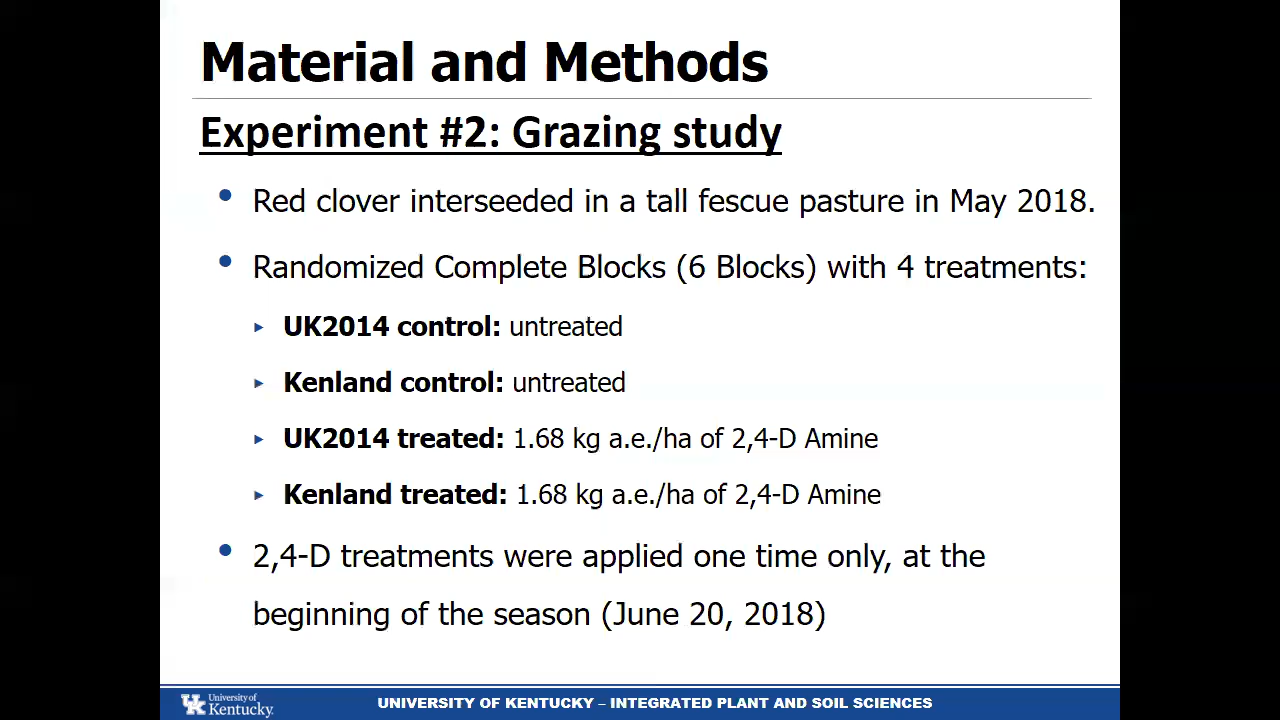 Material and Methods
Experiment #2: Grazing study
• Red clover interseeded in a tall fescue pasture in May 2018.
• Randomized Complete Blocks (6 Blocks) with 4 treatments:
▸ UK2014 control: untreated
▸ Kenland control: untreated
▸ UK2014 treated: 1.68 kg a.e./ha of 2,4-D Amine
▸ Kenland treated: 1.68 kg a.e./ha of 2,4-D Amine
• 2,4-D treatments were applied one time only, at the
beginning of the season (June 20, 2018)
University of
Kentucky
UNIVERSITY OF KENTUCKY – INTEGRATED PLANT AND SOIL SCIENCES